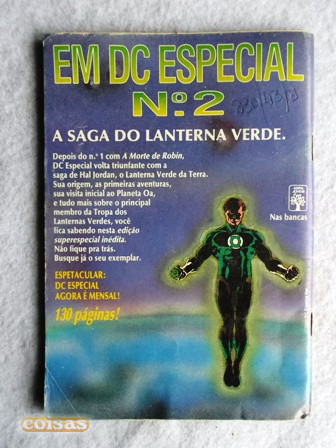 EM DC ESPECIAL
Nº 2
A SAGA DO LANTERNA VERDE.
Depois do n.º 1 com A Morte de Robin,
DC Especial volta triunfante com a
saga de Hal Jordan, o Lanterna Verde da Terra.
Sua origem, as primeiras aventuras,
sua visita inicial ao Planeta Oa,
e tudo mais sobre o principal
membro da Tropa dos
Lanternas Verdes, você
fica sabendo nesta edição
superespecial inédita.
Não fique pra trás.
Busque já o seu exemplar.
Nas bancas
ESPETACULAR:
DC ESPECIAL
AGORA É MENSAL!
130 páginas!
coisas